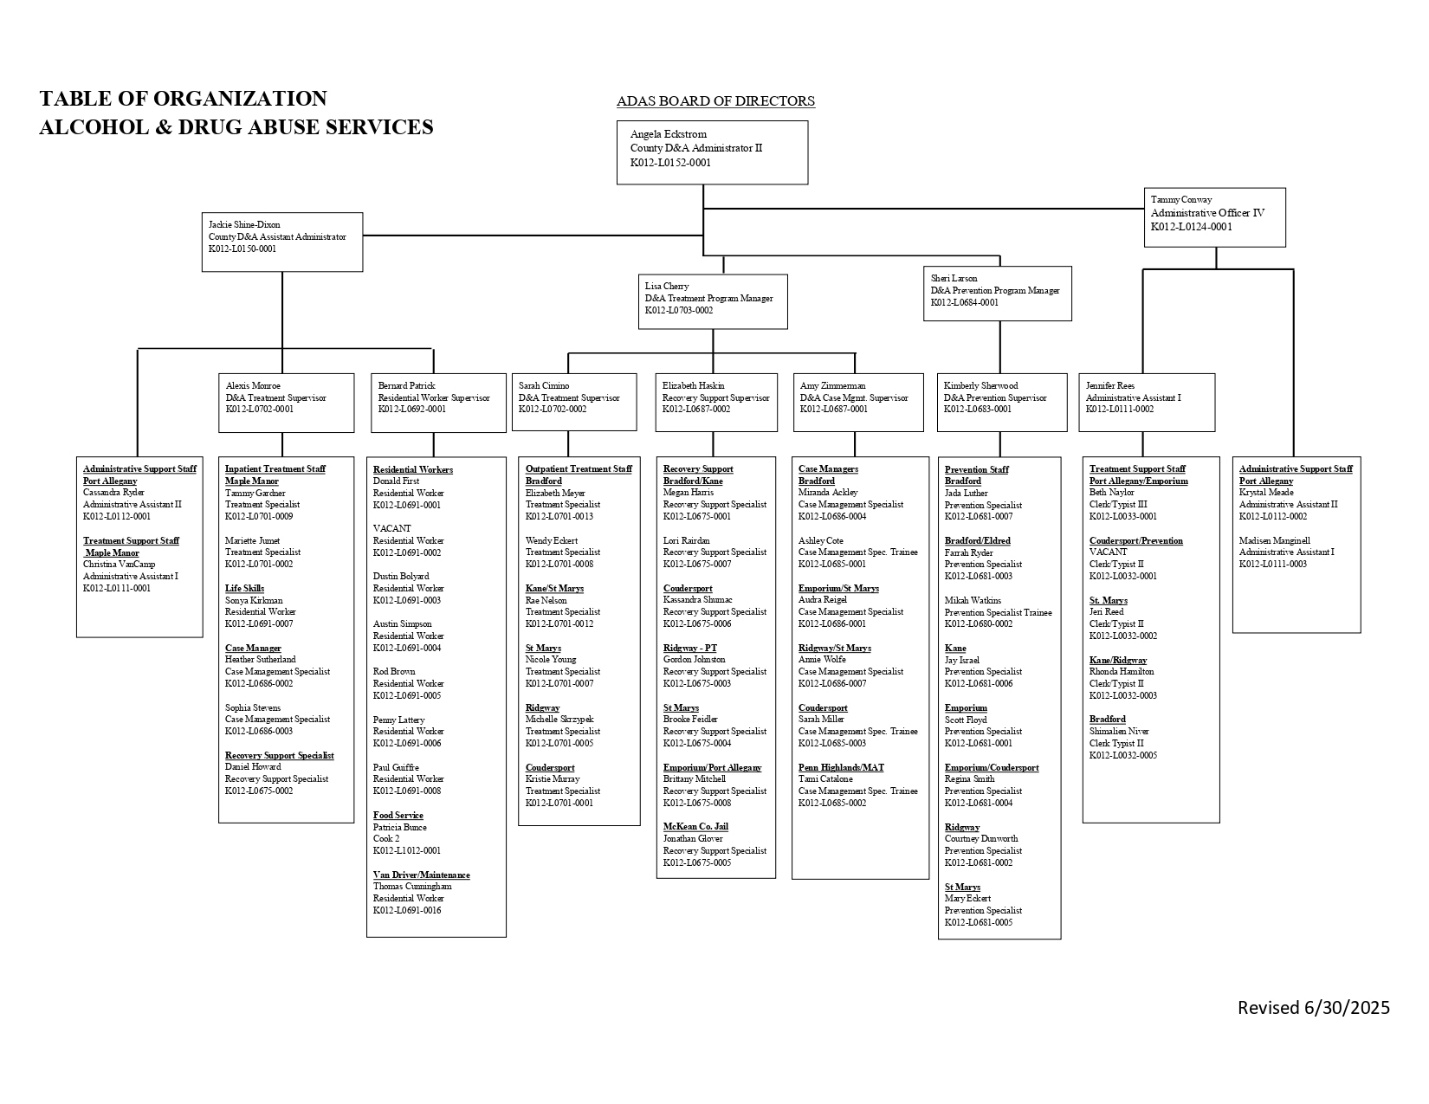 TABLE OF ORGANIZATION
ALCOHOL & DRUG ABUSE SERVICES
ADAS BOARD OF DIRECTORS
Angela Eckstrom
County D&A Administrator II
K012-L0152-0001
Tammy Conway
Administrative Officer IV
K012-L0124-0001
Jackie Shine-Dixon
County D&A Assistant Administrator
K012-L0150-0001
Lisa Cherry
D&A Treatment Program Manager
K012-L0703-0002
Sheri Larson
D&A Prevention Program Manager
K012-L0684-0001
Alexis Monroe
D&A Treatment Supervisor
K012-L0702-0001
Bernard Patrick
Residential Worker Supervisor
K012-L0692-0001
Sarah Cimino
D&A Treatment Supervisor
K012-L0702-0002
Elizabeth Haskin
Recovery Support Supervisor
K012-L0687-0002
Amy Zimmerman
D&A Case Mgmt. Supervisor
K012-L0687-0001
Kimberly Sherwood
D&A Prevention Supervisor
K012-L0683-0001
Jennifer Rees
Administrative Assistant I
K012-L0111-0002
Administrative Support Staff
Port Allegany
Cassandra Ryder
Administrative Assistant II
K012-L0112-0001
Treatment Support Staff
Maple Manor
Christina VanCamp
Administrative Assistant I
K012-L0111-0001
Inpatient Treatment Staff
Maple Manor
Tammy Gardner
Treatment Specialist
K012-L0701-0009
Mariette Jumet
Treatment Specialist
K012-L0701-0002
Life Skills
Sonya Kirkman
Residential Worker
K012-L0691-0007
Case Manager
Heather Sutherland
Case Management Specialist
K012-L0686-0002
Sophia Stevens
Case Management Specialist
K012-L0686-0003
Recovery Support Specialist
Daniel Howard
Recovery Support Specialist
K012-L0675-0002
Residential Workers
Donald First
Residential Worker
K012-L0691-0001
VACANT
Residential Worker
K012-L0691-0002
Dustin Bolyard
Residential Worker
K012-L0691-0003
Austin Simpson
Residential Worker
K012-L0691-0004
Rod Brown
Residential Worker
K012-L0691-0005
Penny Lattery
Residential Worker
K012-L0691-0006
Paul Guiffre
Residential Worker
K012-L0691-0008
Food Service
Patricia Bunce
Cook 2
K012-L1012-0001
Van Driver/Maintenance
Thomas Cunningham
Residential Worker
K012-L0691-0016
Outpatient Treatment Staff
Bradford
Elizabeth Meyer
Treatment Specialist
K012-L0701-0013
Wendy Eckert
Treatment Specialist
K012-L0701-0008
Kane/St Marys
Rae Nelson
Treatment Specialist
K012-L0701-0012
St Marys
Nicole Young
Treatment Specialist
K012-L0701-0007
Ridgway
Michelle Skrzypek
Treatment Specialist
K012-L0701-0005
Coudersport
Kristie Murray
Treatment Specialist
K012-L0701-0001
Recovery Support
Bradford/Kane
Megan Harris
Recovery Support Specialist
K012-L0675-0001
Lori Rairdan
Recovery Support Specialist
K012-L0675-0007
Coudersport
Kassandra Shumac
Recovery Support Specialist
K012-L0675-0006
Ridgway - PT
Gordon Johnston
Recovery Support Specialist
K012-L0675-0003
St Marys
Brooke Feidler
Recovery Support Specialist
K012-L0675-0004
Emporium/Port Allegany
Brittany Mitchell
Recovery Support Specialist
K012-L0675-0008
McKean Co. Jail
Jonathan Glover
Recovery Support Specialist
K012-L0675-0005
Case Managers
Bradford
Miranda Ackley
Case Management Specialist
K012-L0686-0004
Ashley Cote
Case Management Spec. Trainee
K012-L0685-0001
Emporium/St Marys
Audra Reigel
Case Management Specialist
K012-L0686-0001
Ridgway/St Marys
Annie Wolfe
Case Management Specialist
K012-L0686-0007
Coudersport
Sarah Miller
Case Management Spec. Trainee
K012-L0685-0003
Penn Highlands/MAT
Tami Catalone
Case Management Spec. Trainee
K012-L0685-0002
Prevention Staff
Bradford
Jada Luther
Prevention Specialist
K012-L0681-0007
Bradford/Eldred
Farrah Ryder
Prevention Specialist
K012-L0681-0003
Mikah Watkins
Prevention Specialist Trainee
K012-L0680-0002
Kane
Jay Israel
Prevention Specialist
K012-L0681-0006
Emporium
Scott Floyd
Prevention Specialist
K012-L0681-0001
Emporium/Coudersport
Regina Smith
Prevention Specialist
K012-L0681-0004
Ridgway
Courtney Dunworth
Prevention Specialist
K012-L0681-0002
St Marys
Mary Eckert
Prevention Specialist
K012-L0681-0005
Treatment Support Staff
Port Allegany/Emporium
Beth Naylor
Clerk/Typist III
K012-L0033-0001
Coudersport/Prevention
VACANT
Clerk/Typist II
K012-L0032-0001
St. Marys
Jeri Reed
Clerk/Typist II
K012-L0032-0002
Kane/Ridgway
Rhonda Hamilton
Clerk/Typist II
K012-L0032-0003
Bradford
Shimalien Niver
Clerk Typist II
K012-L0032-0005
Administrative Support Staff
Port Allegany
Krystal Meade
Administrative Assistant II
K012-L0112-0002
Madisen Manginell
Administrative Assistant I
K012-L0111-0003
Revised 6/30/2025